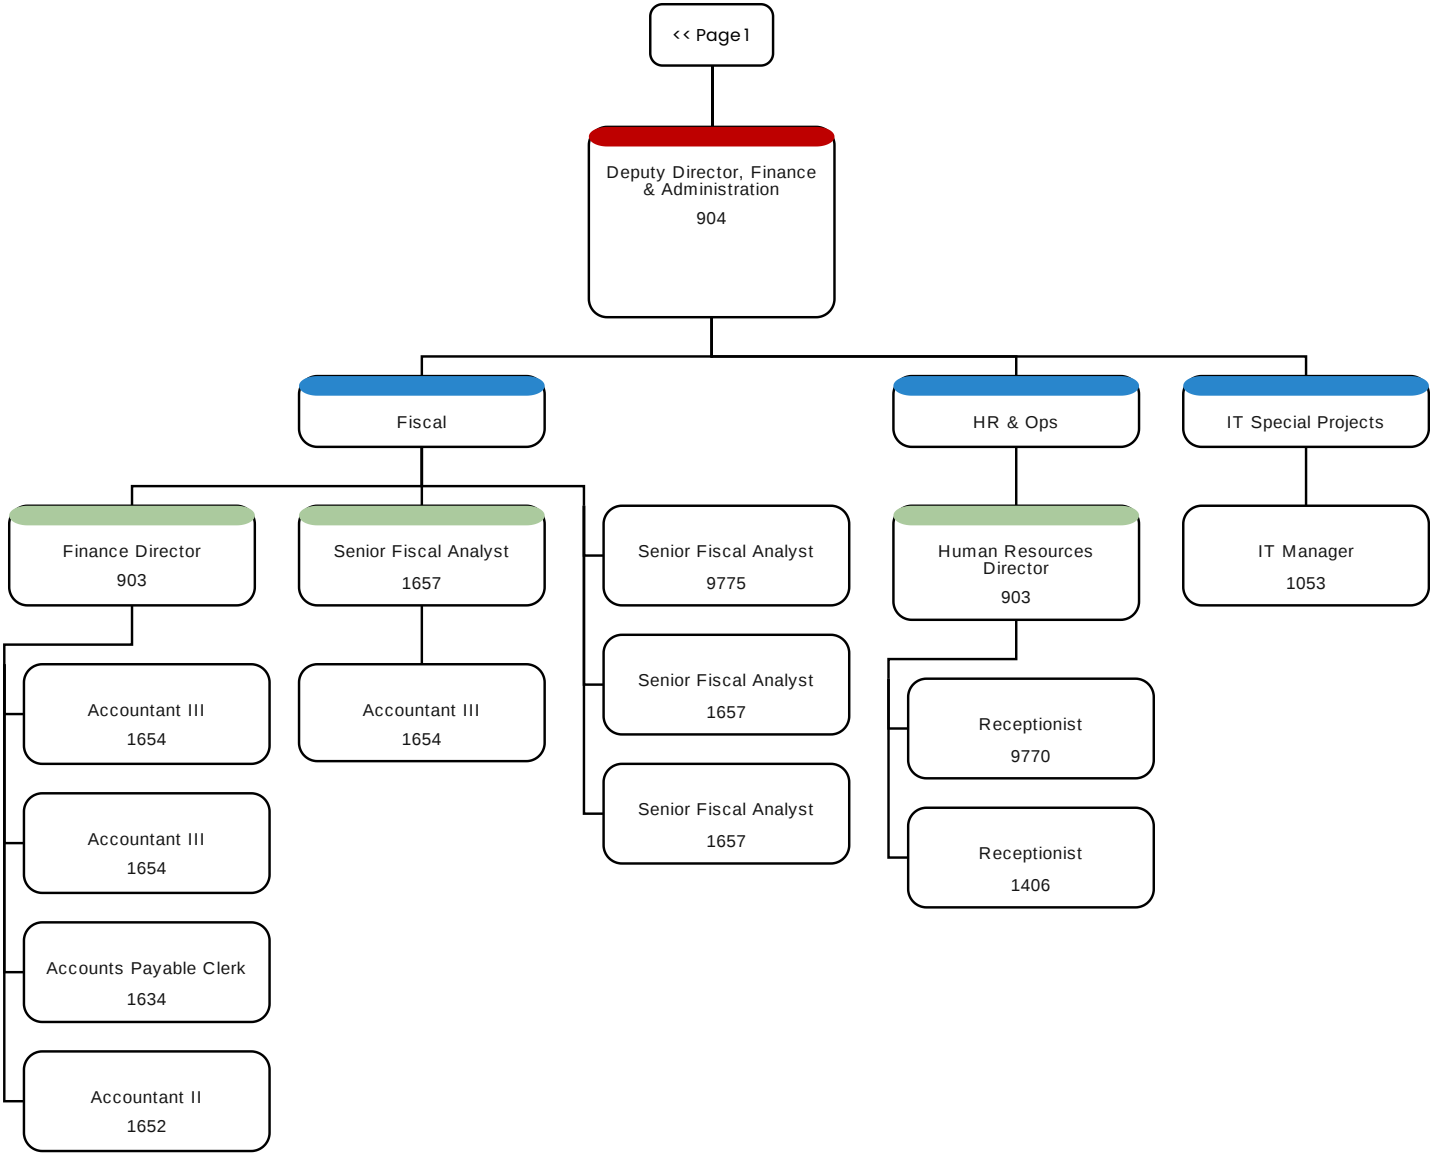 << Page 1
Deputy Director, Finance
& Administration
904
Fiscal
HR & Ops
IT Special Projects
Finance Director
903
Senior Fiscal Analyst
1657
Senior Fiscal Analyst
9775
Human Resources
Director
903
IT Manager
1053
Accountant III
1654
Accountant III
1654
Senior Fiscal Analyst
1657
Receptionist
9770
Accountant III
1654
Senior Fiscal Analyst
1657
Receptionist
1406
Accounts Payable Clerk
1634
Accountant II
1652